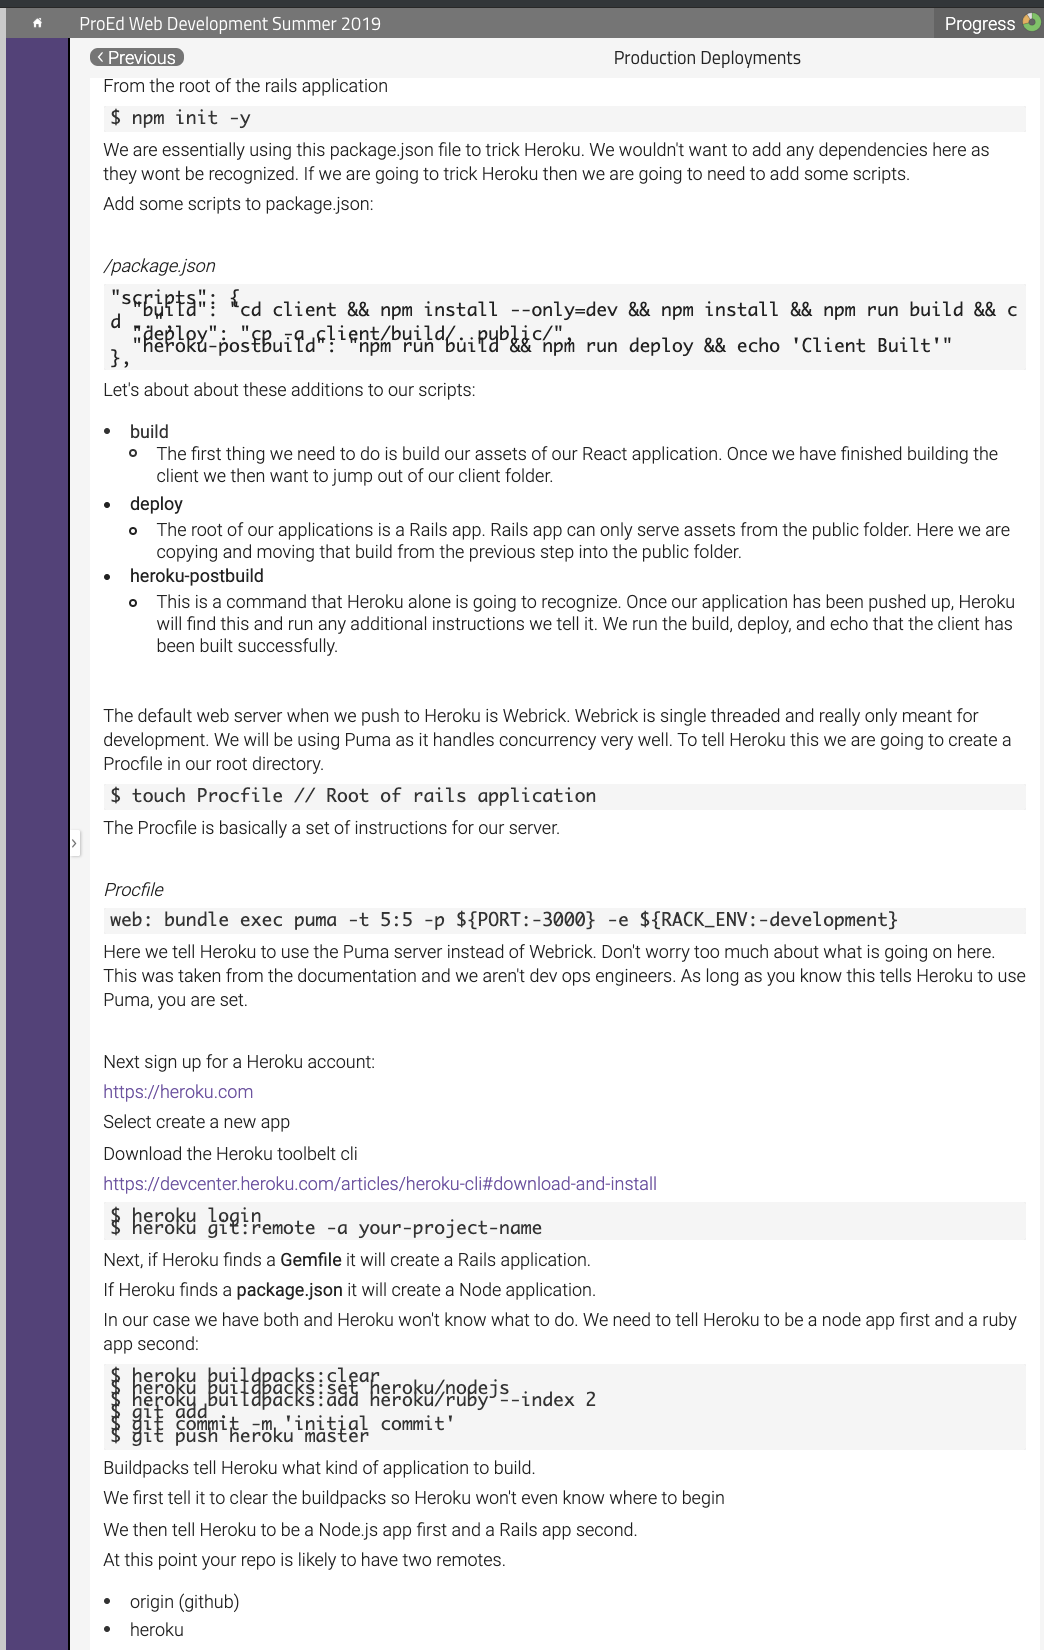 ProEd Web Development Summer 2019
Progress
‹ Previous
Production Deployments
From the root of the rails application
$ npm init -y
We are essentially using this package.json file to trick Heroku. We wouldn't want to add any dependencies here as
they wont be recognized. If we are going to trick Heroku then we are going to need to add some scripts.
Add some scripts to package.json:
/package.json
"scripts": {
"build": "cd client && npm install --only=dev && npm install && npm run build && c
d ..",
"deploy": "cp -a client/build/. public/",
"heroku-postbuild": "npm run build && npm run deploy && echo 'Client Built'"
},
Let's about about these additions to our scripts:
• build
The first thing we need to do is build our assets of our React application. Once we have finished building the
client we then want to jump out of our client folder.
• deploy
The root of our applications is a Rails app. Rails app can only serve assets from the public folder. Here we are
copying and moving that build from the previous step into the public folder.
• heroku-postbuild
This is a command that Heroku alone is going to recognize. Once our application has been pushed up, Heroku
will find this and run any additional instructions we tell it. We run the build, deploy, and echo that the client has
been built successfully.
The default web server when we push to Heroku is Webrick. Webrick is single threaded and really only meant for
development. We will be using Puma as it handles concurrency very well. To tell Heroku this we are going to create a
Procfile in our root directory.
$ touch Procfile // Root of rails application
The Procfile is basically a set of instructions for our server.
Procfile
web: bundle exec puma -t 5:5 -p ${PORT:-3000} -e ${RACK_ENV:-development}
Here we tell Heroku to use the Puma server instead of Webrick. Don't worry too much about what is going on here.
This was taken from the documentation and we aren't dev ops engineers. As long as you know this tells Heroku to use
Puma, you are set.
Next sign up for a Heroku account:
https://heroku.com
Select create a new app
Download the Heroku toolbelt cli
https://devcenter.heroku.com/articles/heroku-cli#download-and-install
$ heroku login
$ heroku git:remote -a your-project-name
Next, if Heroku finds a Gemfile it will create a Rails application.
If Heroku finds a package.json it will create a Node application.
In our case we have both and Heroku won't know what to do. We need to tell Heroku to be a node app first and a ruby
app second:
$ heroku buildpacks:clear
$ heroku buildpacks:set heroku/nodejs
$ heroku buildpacks:add heroku/ruby --index 2
$ git add .
$ git commit -m 'initial commit'
$ git push heroku master
Buildpacks tell Heroku what kind of application to build.
We first tell it to clear the buildpacks so Heroku won't even know where to begin
We then tell Heroku to be a Node.js app first and a Rails app second.
At this point your repo is likely to have two remotes.
• origin (github)
• heroku